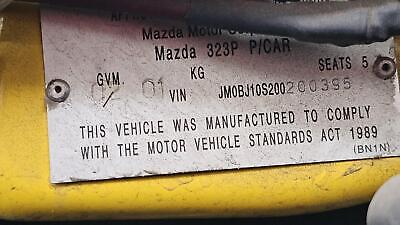 Mazda Motor
Mazda 323P P/CAR
GVM. KG SEATS 5
01 VIN JM0BJ10S200200395
THIS VEHICLE WAS MANUFACTURED TO COMPLY
WITH THE MOTOR VEHICLE STANDARDS ACT 1989
(BN1N)